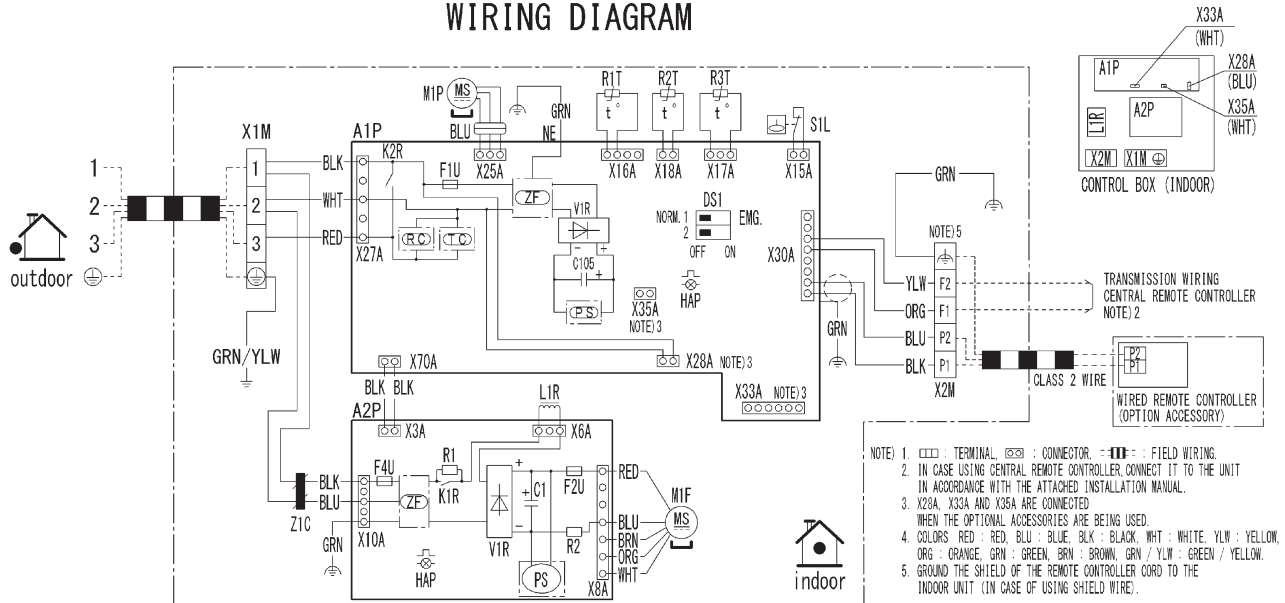 WIRING DIAGRAM
X33A
(WHT)
A1P
X28A
(BLU)
A2P
X35A
(WHT)
L1R
X2M
X1M
CONTROL BOX (INDOOR)
R1T
R2T
R3T
M1P
MS
GRN
t°
t°
t°
S1L
BLU
NE
X1M
A1P
K2R
X25A
X16A
X18A
X17A
X15A
1
1
BLK
F1U
2
2
WHT
ZF
V1R
DS1
NORM. 1
EMG.
2
OFF
ON
3
3
RED
RC
TC
X27A
C105
X30A
outdoor
HAP
PS
X35A
NOTE) 3
GRN
NOTE) 5
YLW
F2
ORG
F1
BLU
P2
BLK
P1
X2M
GRN
TRANSMISSION WIRING
CENTRAL REMOTE CONTROLLER
NOTE) 2
P2
P1
CLASS 2 WIRE
WIRED REMOTE CONTROLLER
(OPTION ACCESSORY)
GRN/YLW
X70A
X28A NOTE) 3
BLK
BLK
L1R
X33A NOTE) 3
A2P
X3A
X6A
F4U
R1
BLK
K1R
BLU
ZF
C1
F2U
RED
M1F
MS
Z1C
X10A
GRN
V1R
R2
BLU
BRN
ORG
WHT
HAP
PS
X8A
indoor
NOTE) 1. : TERMINAL, : CONNECTOR, : FIELD WIRING.
2. IN CASE USING CENTRAL REMOTE CONTROLLER, CONNECT IT TO THE UNIT
IN ACCORDANCE WITH THE ATTACHED INSTALLATION MANUAL.
3. X28A, X33A AND X35A ARE CONNECTED
WHEN THE OPTIONAL ACCESSORIES ARE BEING USED.
4. COLORS RED : RED, BLU : BLUE, BLK : BLACK, WHT : WHITE, YLW : YELLOW,
ORG : ORANGE, GRN : GREEN, BRN : BROWN, GRN / YLW : GREEN / YELLOW.
5. GROUND THE SHIELD OF THE REMOTE CONTROLLER CORD TO THE
INDOOR UNIT (IN CASE OF USING SHIELD WIRE).